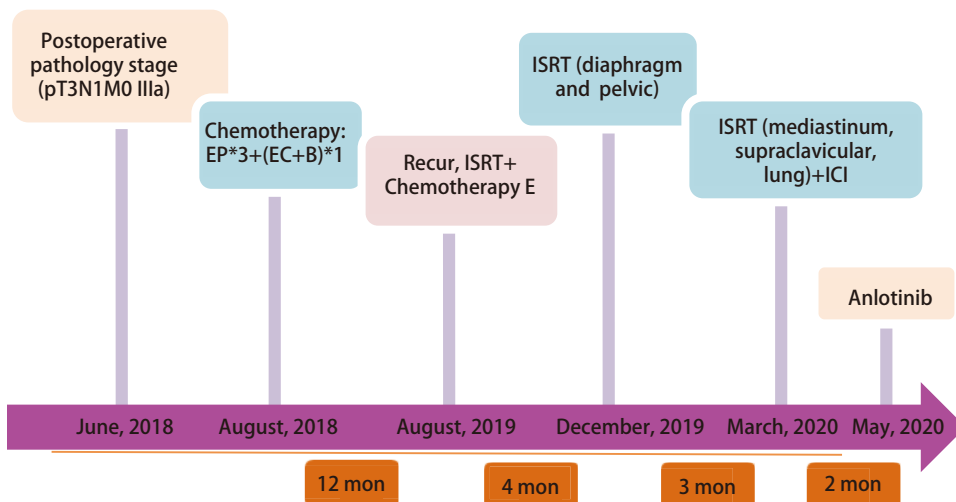 Postoperative
pathology stage
(pT3N1M0 IIIa)
Chemotherapy:
EP*3+(EC+B)*1
Recur, ISRT+
Chemotherapy E
ISRT (diaphragm
and pelvic)
ISRT (mediastinum,
supraclavicular,
lung)+ICI
Anlotinib
June, 2018
August, 2018
August, 2019
December, 2019
March, 2020
May, 2020
12 mon
4 mon
3 mon
2 mon